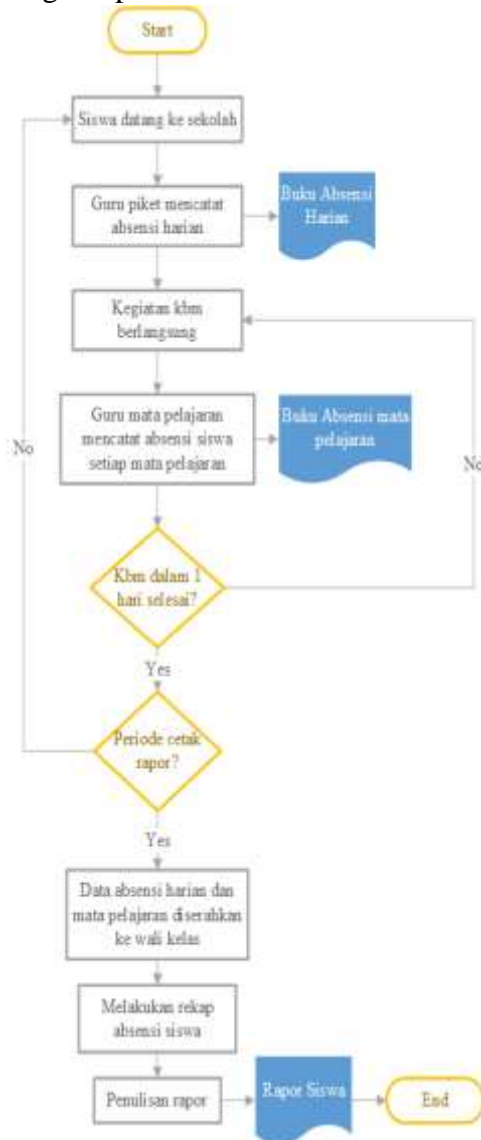 Start
Siswa datang ke sekolah
Guru piket mencatat
absensi harian
Buku Absensi
Harian
Kegiatan kbm
berlangsung
Guru mata pelajaran
mencatat absensi siswa
setiap mata pelajaran
Buku Absensi mata
pelajaran
No
No
Kbm dalam 1
hari selesai?
Yes
Periode cetak
rapor?
Yes
Data absensi harian dan
mata pelajaran diserahkan
ke wali kelas
Melakukan rekap
absensi siswa
Penulisan rapor
Rapor Siswa
End